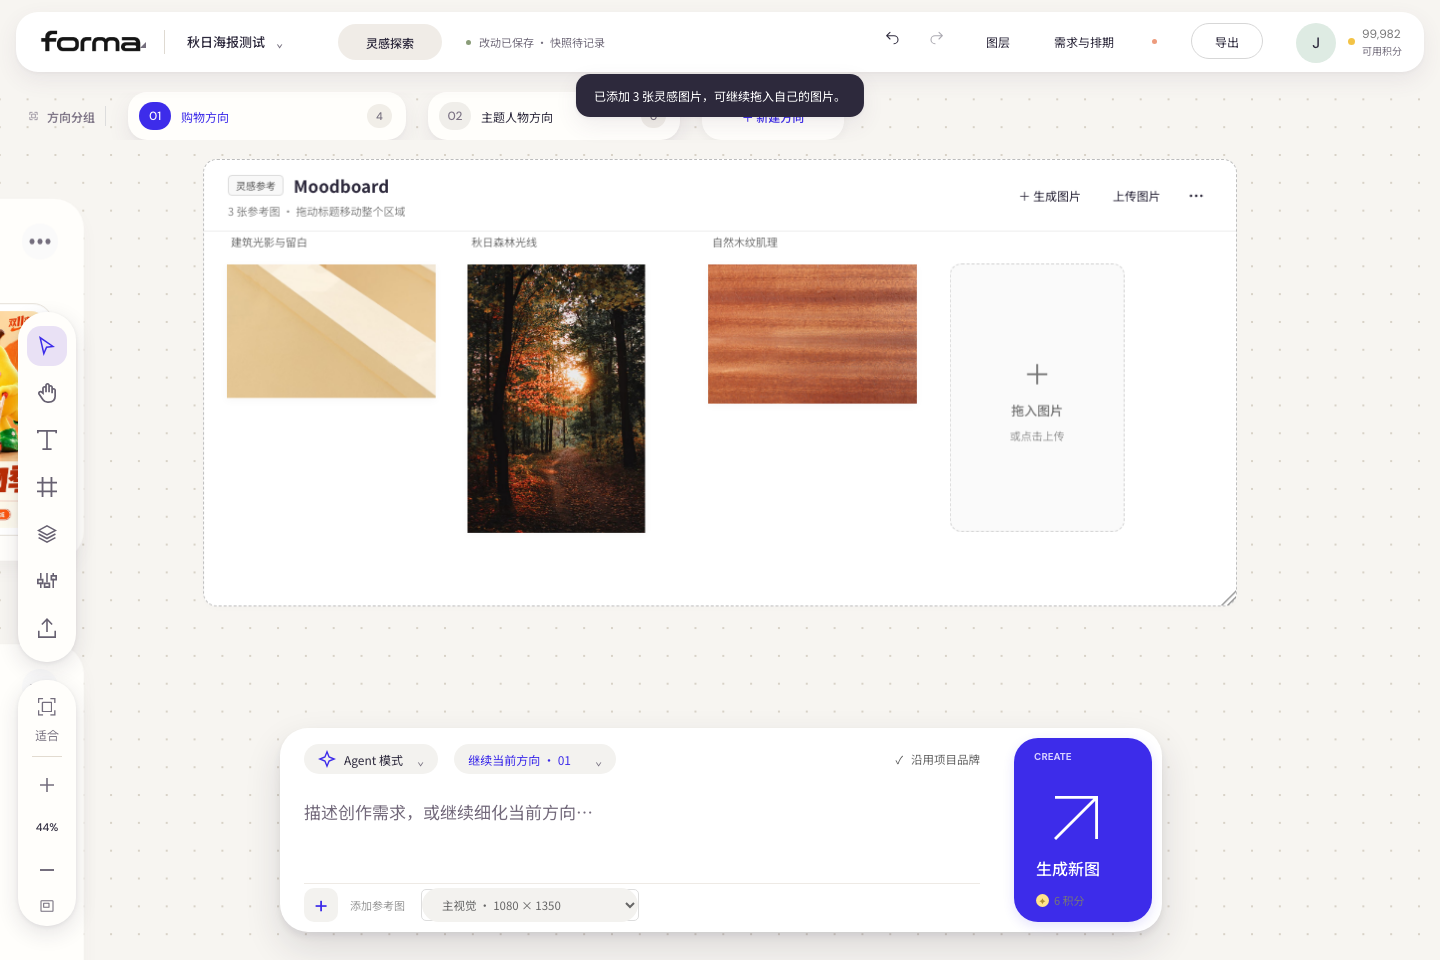 forma
秋日海报测试
灵感探索
改动已保存 · 快照待记录
图层
需求与排期
导出
J
99,982
可用积分
已添加 3 张灵感图片，可继续拖入自己的图片。
方向分组
01 购物方向 4
02 主题人物方向
+ 新建方向
灵感参考 Moodboard
3 张参考图 · 拖动标题移动整个区域
+ 生成图片
上传图片
建筑光影与留白
秋日森林光线
自然木纹肌理
拖入图片
或点击上传
适合
44%
Agent 模式
继续当前方向 · 01
✓ 沿用项目品牌
描述创作需求，或继续细化当前方向…
添加参考图
主视觉 · 1080 × 1350
CREATE
生成新图
6 积分